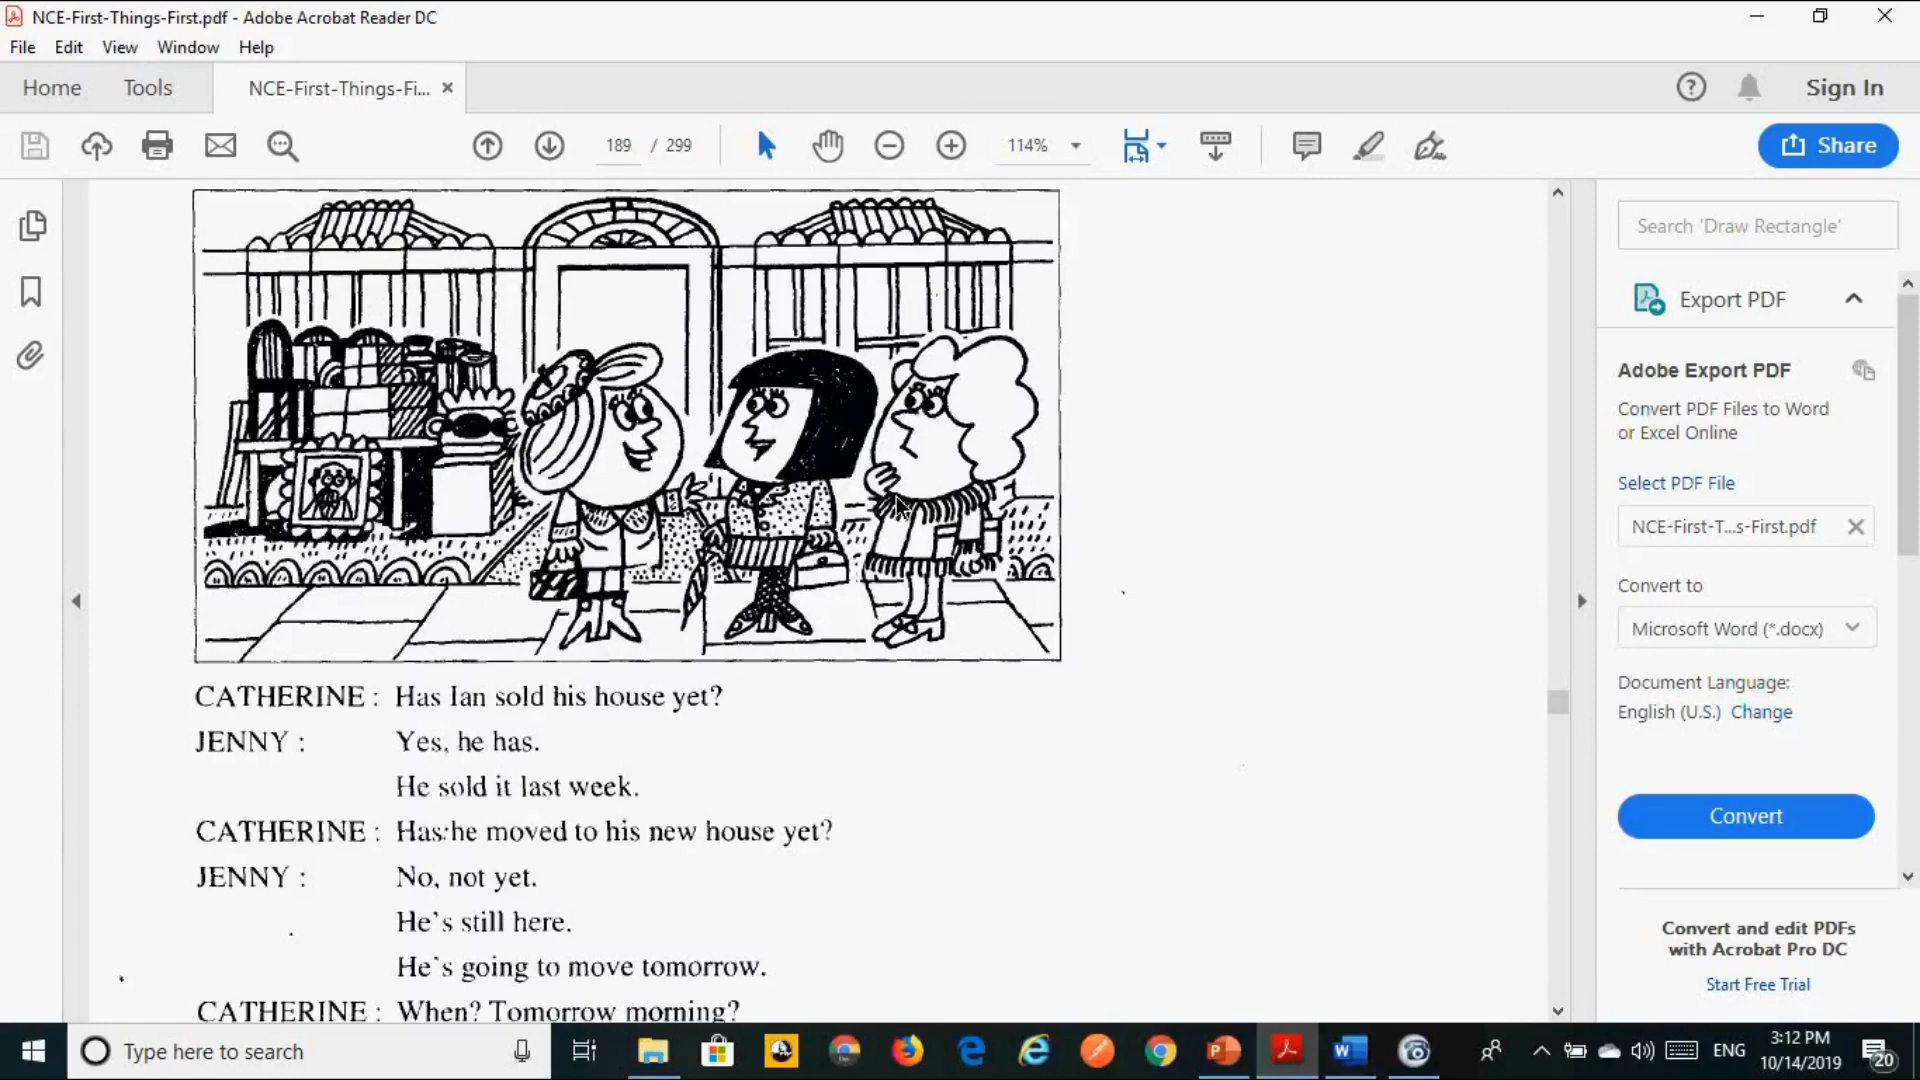 NCE-First-Things-First.pdf - Adobe Acrobat Reader DC
File Edit View Window Help
Home Tools NCE-First-Things-Fi... × Sign In
189 / 299 114% Share
Search 'Draw Rectangle'
Export PDF
Adobe Export PDF
Convert PDF Files to Word
or Excel Online
Select PDF File
NCE-First-T...s-First.pdf
Convert to
Microsoft Word (*.docx)
Document Language:
English (U.S.) Change
Convert
Convert and edit PDFs
with Acrobat Pro DC
Start Free Trial
CATHERINE : Has Ian sold his house yet?
JENNY : Yes, he has.
He sold it last week.
CATHERINE : Has he moved to his new house yet?
JENNY : No, not yet.
He's still here.
He's going to move tomorrow.
CATHERINE : When? Tomorrow morning?
Type here to search
ENG
3:12 PM
10/14/2019
20